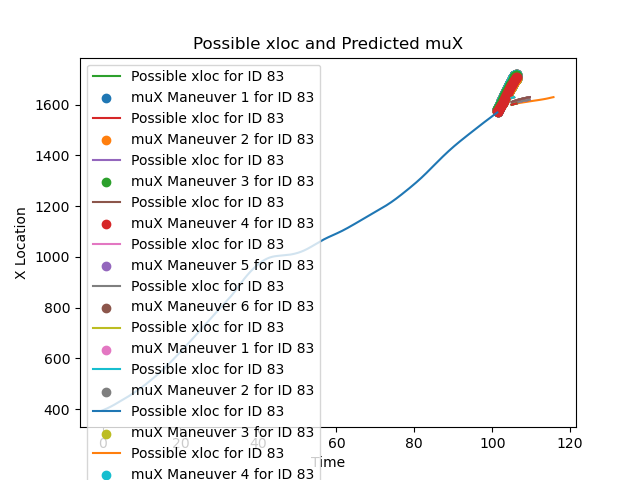 Possible xloc and Predicted muX
X Location
1600
1400
1200
1000
800
600
400
Possible xloc for ID 83
muX Maneuver 1 for ID 83
Possible xloc for ID 83
muX Maneuver 2 for ID 83
Possible xloc for ID 83
muX Maneuver 3 for ID 83
Possible xloc for ID 83
muX Maneuver 4 for ID 83
Possible xloc for ID 83
muX Maneuver 5 for ID 83
Possible xloc for ID 83
muX Maneuver 6 for ID 83
Possible xloc for ID 83
muX Maneuver 1 for ID 83
Possible xloc for ID 83
muX Maneuver 2 for ID 83
Possible xloc for ID 83
muX Maneuver 3 for ID 83
Possible xloc for ID 83
muX Maneuver 4 for ID 83
0 20 40 60 80 100 120
Time